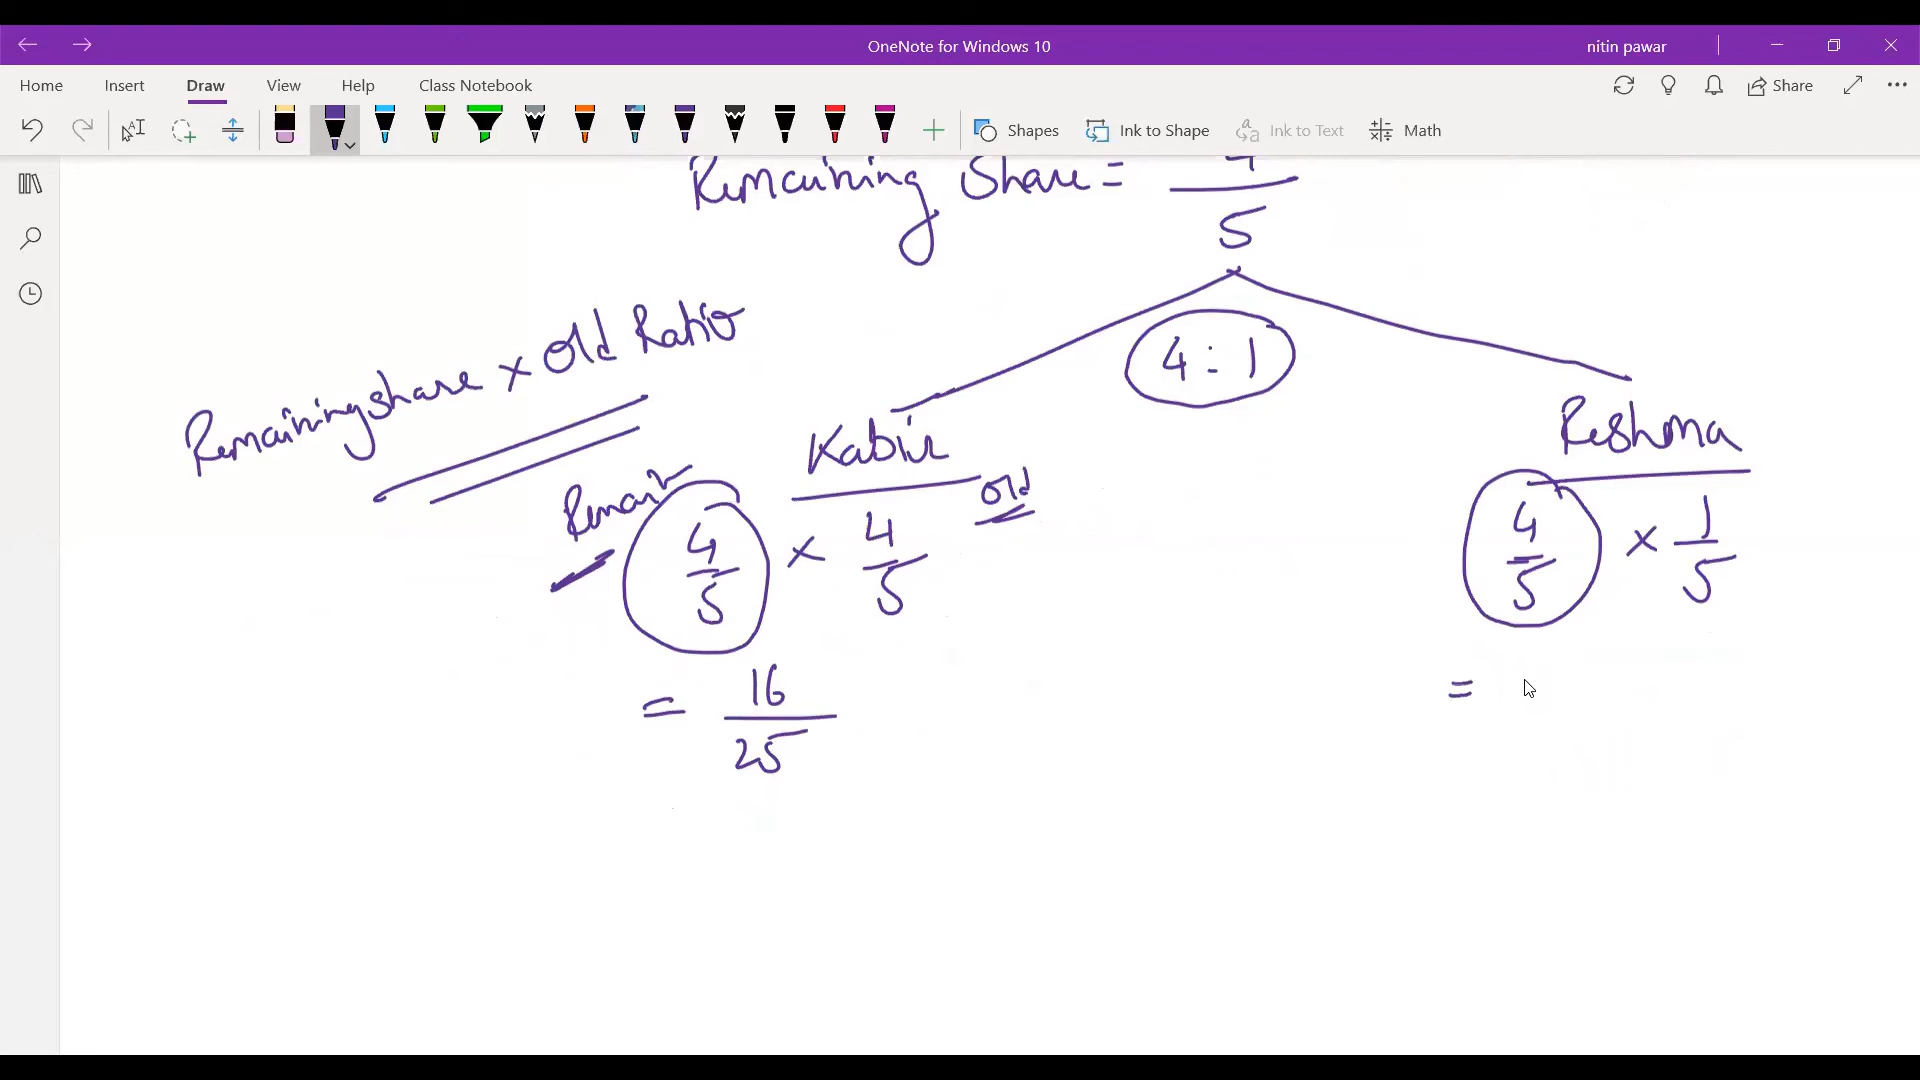 OneNote for Windows 10
nitin pawar
Home Insert Draw View Help Class Notebook
Share
Shapes Ink to Shape Ink to Text Math
Remaining Share = 4/5
Remaining share x Old Ratio
4 : 1
Kabir
Reshma
Remain 4/5 x 4/5 Old
4/5 x 1/5
= 16/25
=